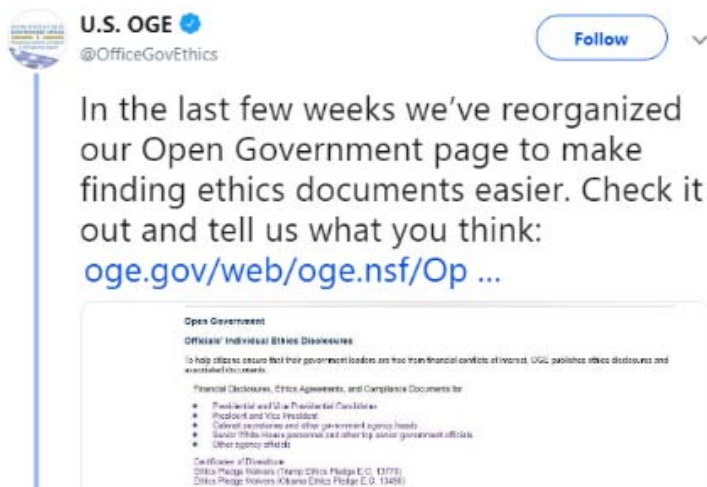 U.S. OGE
@OfficeGovEthics
Follow
In the last few weeks we've reorganized
our Open Government page to make
finding ethics documents easier. Check it
out and tell us what you think:
oge.gov/web/oge.nsf/Op ...
Open Government
Officials' Individual Ethics Disclosures
To help citizens ensure that their government leaders are free from financial conflicts of interest, OGE publishes ethics disclosures and
associated documents.
Financial Disclosures, Ethics Agreements, and Compliance Documents for
Presidential and Vice Presidential Candidates
President and Vice President
Cabinet secretaries and other government agency heads
Senior White House personnel and other top senior government officials
Other agency officials
Certificates of Divestiture
Ethics Pledge Waivers (Trump Ethics Pledge E.O. 13770)
Ethics Pledge Waivers (Obama Ethics Pledge E.O. 13490)